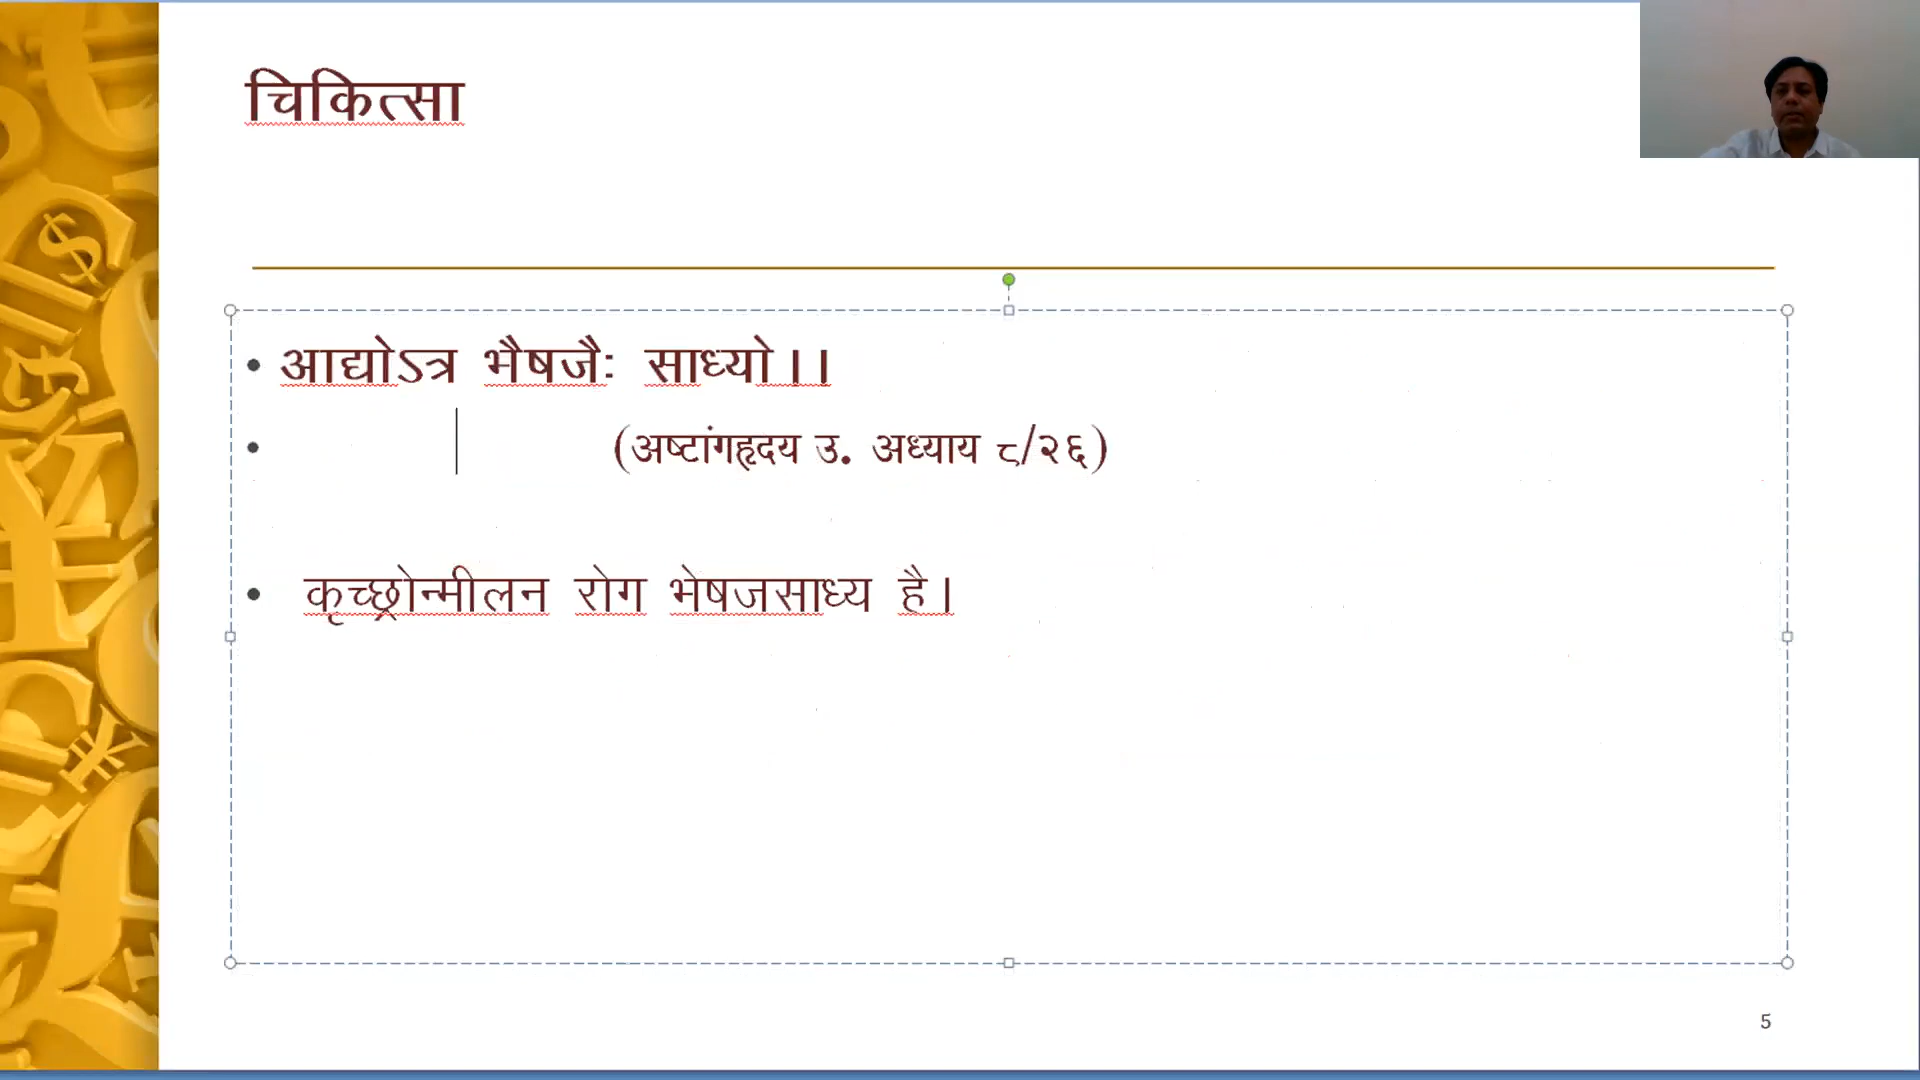 चिकित्सा
• आद्योऽत्र भैषजैः साध्यो।।
• (अष्टांगहृदय उ. अध्याय ८/२६)
• कृच्छ्रोन्मीलन रोग भेषजसाध्य है।
5